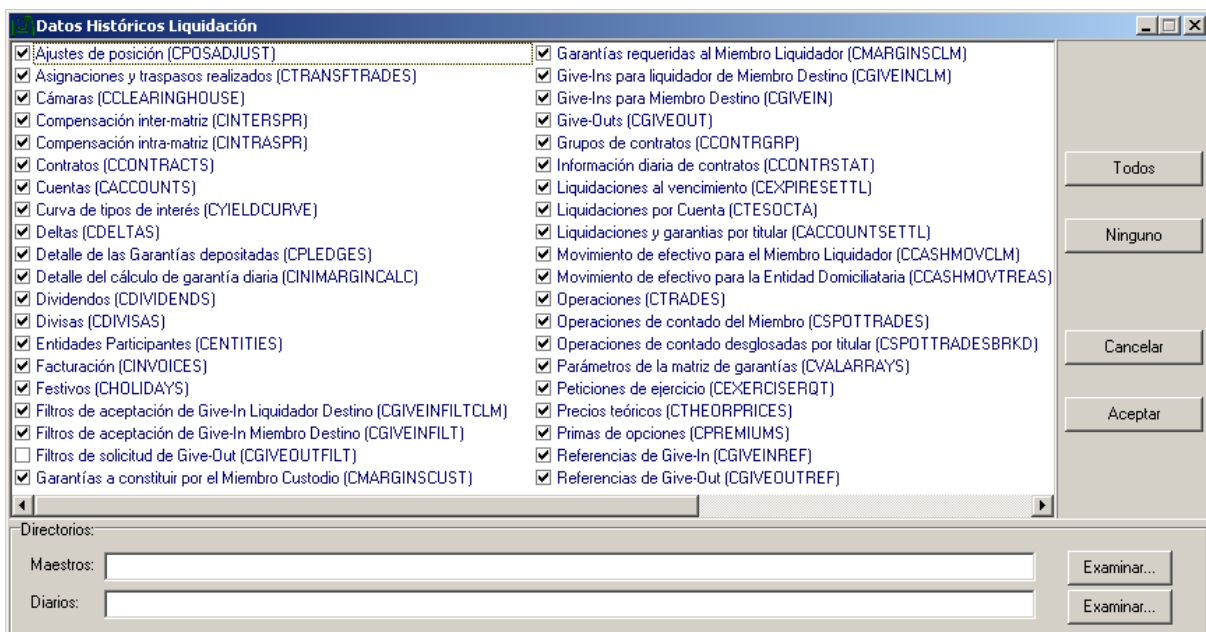 Datos Históricos Liquidación
Ajustes de posición (CPOSADJUST)
Asignaciones y traspasos realizados (CTRANSFTRADES)
Cámaras (CCLEARINGHOUSE)
Compensación inter-matriz (CINTERSPR)
Compensación intra-matriz (CINTRASPR)
Contratos (CCONTRACTS)
Cuentas (CACCOUNTS)
Curva de tipos de interés (CYIELDCURVE)
Deltas (CDELTAS)
Detalle de las Garantías depositadas (CPLEDGES)
Detalle del cálculo de garantía diaria (CINIMARGINCALC)
Dividendos (CDIVIDENDS)
Divisas (CDIVISAS)
Entidades Participantes (CENTITIES)
Facturación (CINVOICES)
Festivos (CHOLIDAYS)
Filtros de aceptación de Give-In Liquidador Destino (CGIVEINFILTCLM)
Filtros de aceptación de Give-In Miembro Destino (CGIVEINFILT)
Filtros de solicitud de Give-Out (CGIVEOUTFILT)
Garantías a constituir por el Miembro Custodio (CMARGINSCUST)
Garantías requeridas al Miembro Liquidador (CMARGINSCLM)
Give-Ins para liquidador de Miembro Destino (CGIVEINCLM)
Give-Ins para Miembro Destino (CGIVEIN)
Give-Outs (CGIVEOUT)
Grupos de contratos (CCONTRGRP)
Información diaria de contratos (CCONTRSTAT)
Liquidaciones al vencimiento (CEXPIRESETTL)
Liquidaciones por Cuenta (CTESOCTA)
Liquidaciones y garantias por titular (CACCOUNTSETTL)
Movimiento de efectivo para el Miembro Liquidador (CCASHMOVCLM)
Movimiento de efectivo para la Entidad Domiciliataria (CCASHMOVTREAS)
Operaciones (CTRADES)
Operaciones de contado del Miembro (CSPOTTRADES)
Operaciones de contado desglosadas por titular (CSPOTTRADESBRKD)
Parámetros de la matriz de garantías (CVALARRAYS)
Peticiones de ejercicio (CEXERCISERQT)
Precios teóricos (CTHEORPRICES)
Primas de opciones (CPREMIUMS)
Referencias de Give-In (CGIVEINREF)
Referencias de Give-Out (CGIVEOUTREF)
Todos
Ninguno
Cancelar
Aceptar
Directorios:
Maestros:
Examinar...
Diarios:
Examinar...